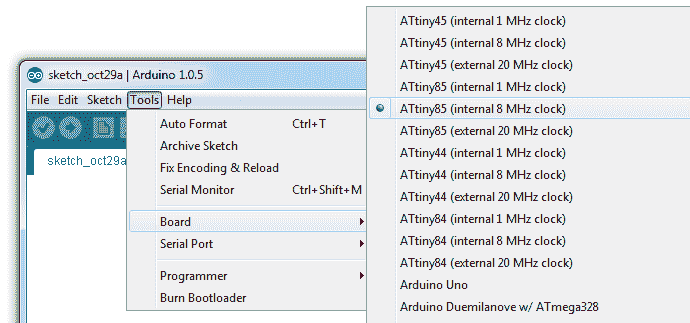 sketch_oct29a | Arduino 1.0.5
File Edit Sketch Tools Help
sketch_oct29a
Auto Format Ctrl+T
Archive Sketch
Fix Encoding & Reload
Serial Monitor Ctrl+Shift+M
Board
Serial Port
Programmer
Burn Bootloader
ATtiny45 (internal 1 MHz clock)
ATtiny45 (internal 8 MHz clock)
ATtiny45 (external 20 MHz clock)
ATtiny85 (internal 1 MHz clock)
ATtiny85 (internal 8 MHz clock)
ATtiny85 (external 20 MHz clock)
ATtiny44 (internal 1 MHz clock)
ATtiny44 (internal 8 MHz clock)
ATtiny44 (external 20 MHz clock)
ATtiny84 (internal 1 MHz clock)
ATtiny84 (internal 8 MHz clock)
ATtiny84 (external 20 MHz clock)
Arduino Uno
Arduino Duemilanove w/ ATmega328